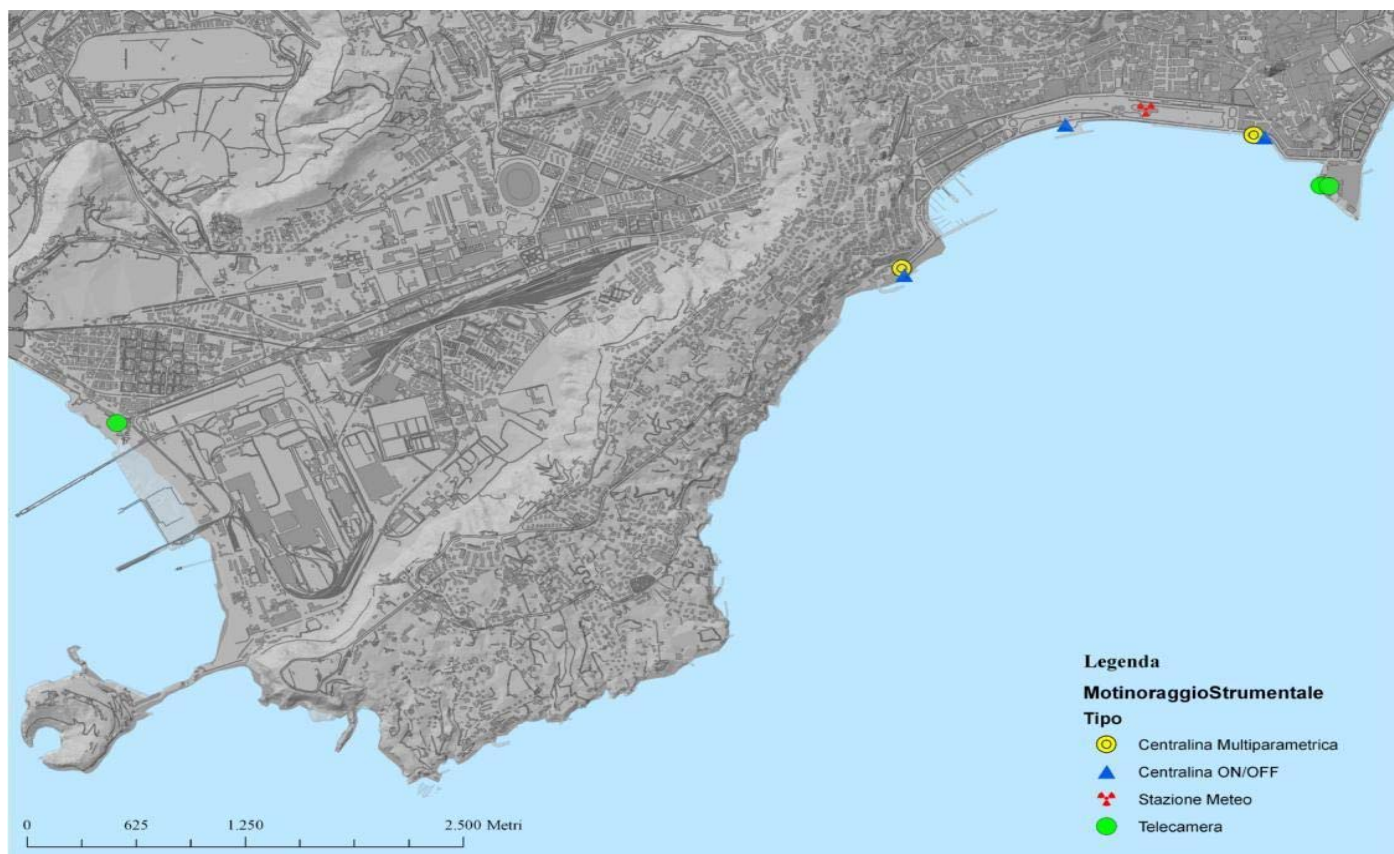 Legenda
MotinoraggioStrumentale
Tipo
Centralina Multiparametrica
Centralina ON/OFF
Stazione Meteo
Telecamera
0 625 1.250 2.500 Metri